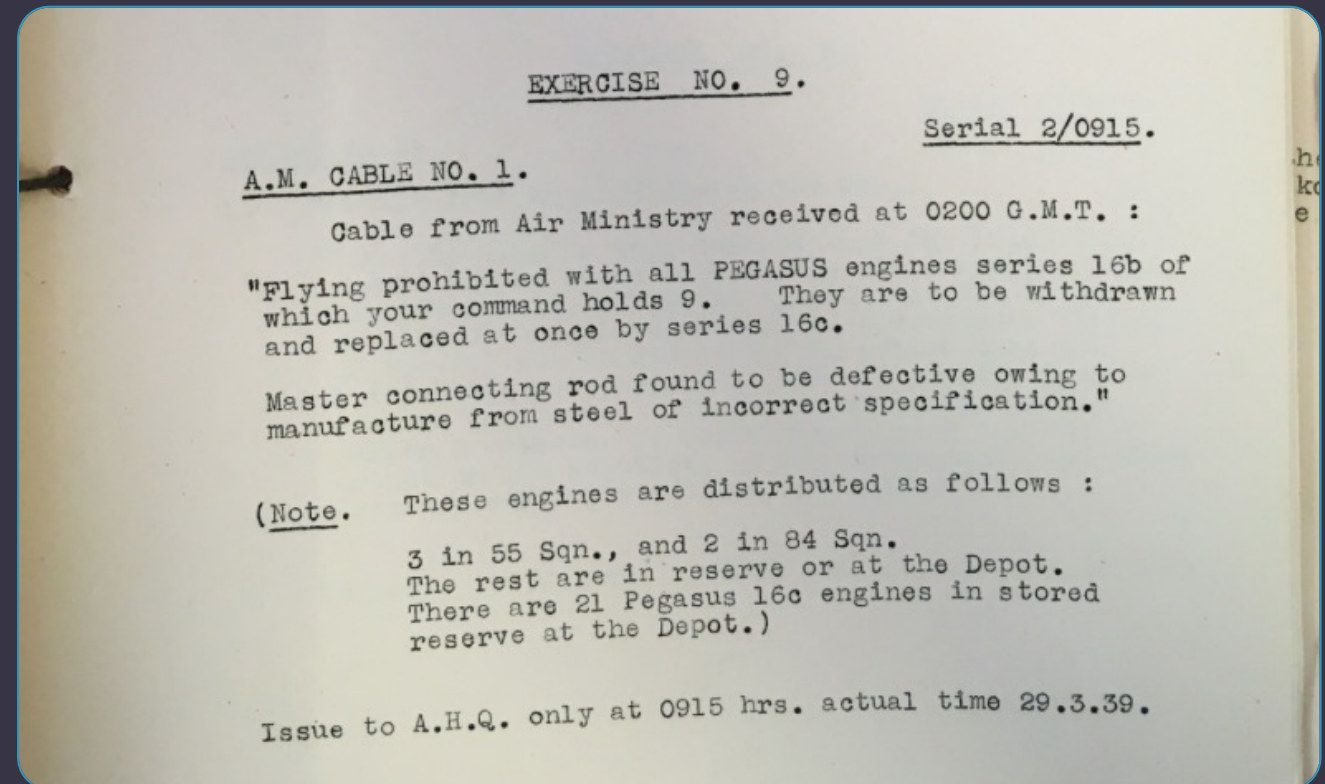 EXERCISE NO. 9.
Serial 2/0915.
A.M. CABLE NO. 1.
Cable from Air Ministry received at 0200 G.M.T. :
"Flying prohibited with all PEGASUS engines series 16b of
which your command holds 9. They are to be withdrawn
and replaced at once by series 16c.
Master connecting rod found to be defective owing to
manufacture from steel of incorrect specification."
(Note. These engines are distributed as follows :
3 in 55 Sqn., and 2 in 84 Sqn.
The rest are in reserve or at the Depot.
There are 21 Pegasus 16c engines in stored
reserve at the Depot.)
Issue to A.H.Q. only at 0915 hrs. actual time 29.3.39.